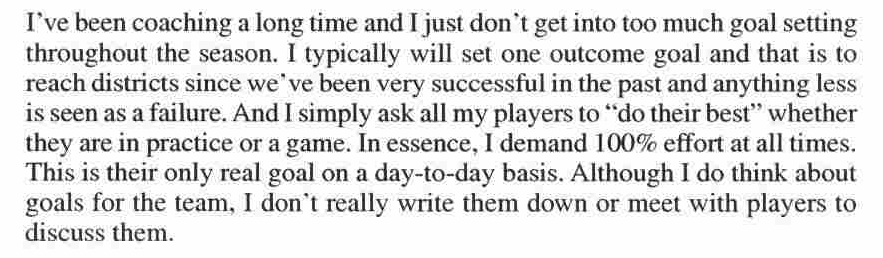 I've been coaching a long time and I just don't get into too much goal setting
throughout the season. I typically will set one outcome goal and that is to
reach districts since we've been very successful in the past and anything less
is seen as a failure. And I simply ask all my players to “do their best” whether
they are in practice or a game. In essence, I demand 100% effort at all times.
This is their only real goal on a day-to-day basis. Although I do think about
goals for the team, I don't really write them down or meet with players to
discuss them.